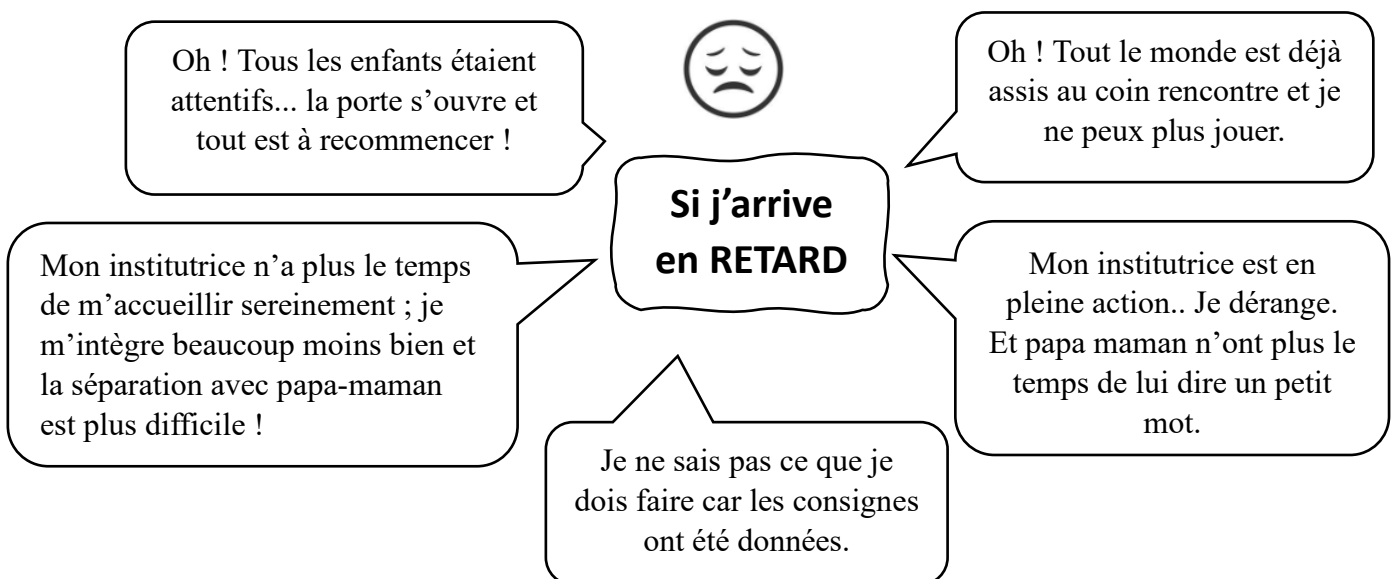 Oh ! Tous les enfants étaient
attentifs... la porte s’ouvre et
tout est à recommencer !
Oh ! Tout le monde est déjà
assis au coin rencontre et je
ne peux plus jouer.
Si j’arrive
en RETARD
Mon institutrice n’a plus le temps
de m’accueillir sereinement ; je
m’intègre beaucoup moins bien et
la séparation avec papa-maman
est plus difficile !
Mon institutrice est en
pleine action.. Je dérange.
Et papa maman n’ont plus le
temps de lui dire un petit
mot.
Je ne sais pas ce que je
dois faire car les consignes
ont été données.